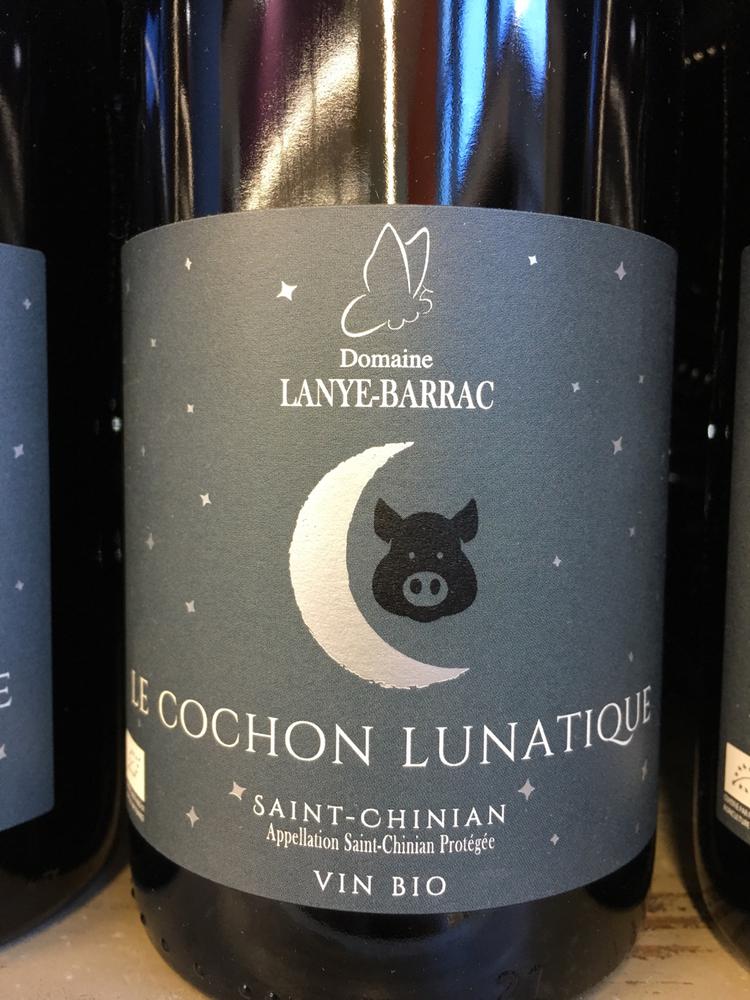 Domaine
LANYE-BARRAC
LE COCHON LUNATIQUE
SAINT-CHINIAN
Appellation Saint-Chinian Protégée
VIN BIO